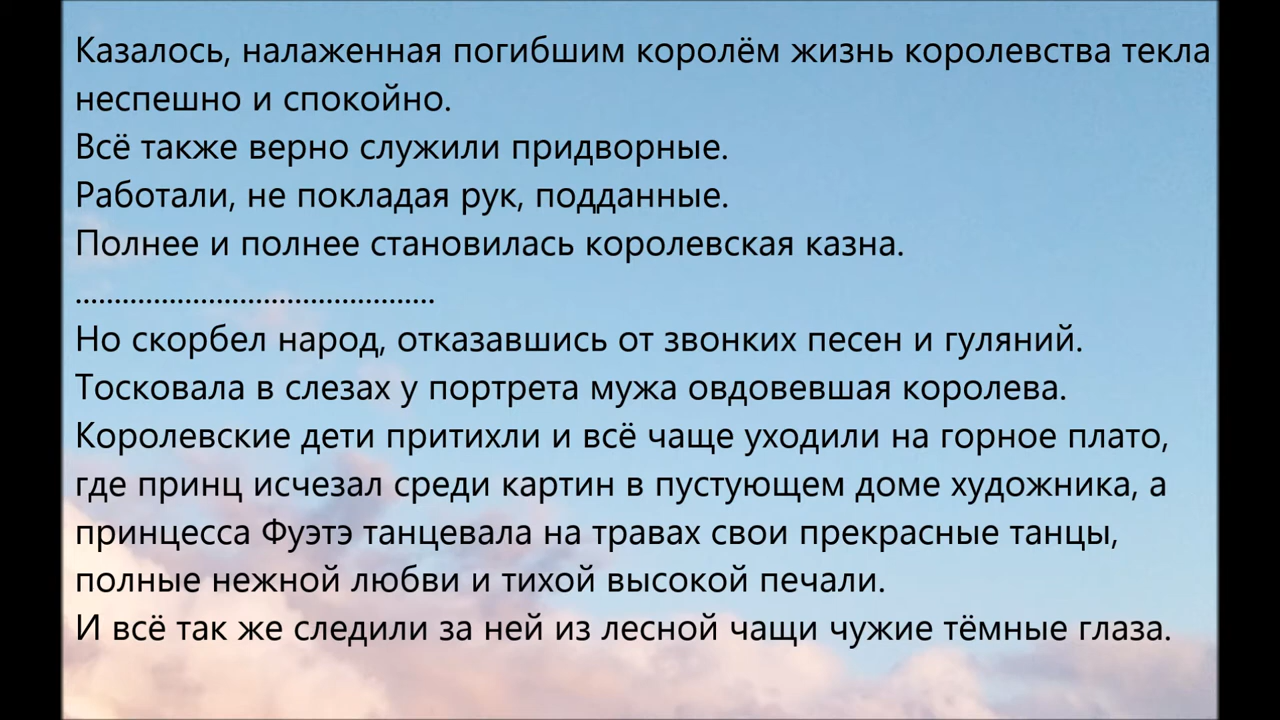 Казалось, налаженная погибшим королём жизнь королевства текла
неспешно и спокойно.
Всё также верно служили придворные.
Работали, не покладая рук, подданные.
Полнее и полнее становилась королевская казна.
..............................................
Но скорбел народ, отказавшись от звонких песен и гуляний.
Тосковала в слезах у портрета мужа овдовевшая королева.
Королевские дети притихли и всё чаще уходили на горное плато,
где принц исчезал среди картин в пустующем доме художника, а
принцесса Фуэтэ танцевала на травах свои прекрасные танцы,
полные нежной любви и тихой высокой печали.
И всё так же следили за ней из лесной чащи чужие тёмные глаза.